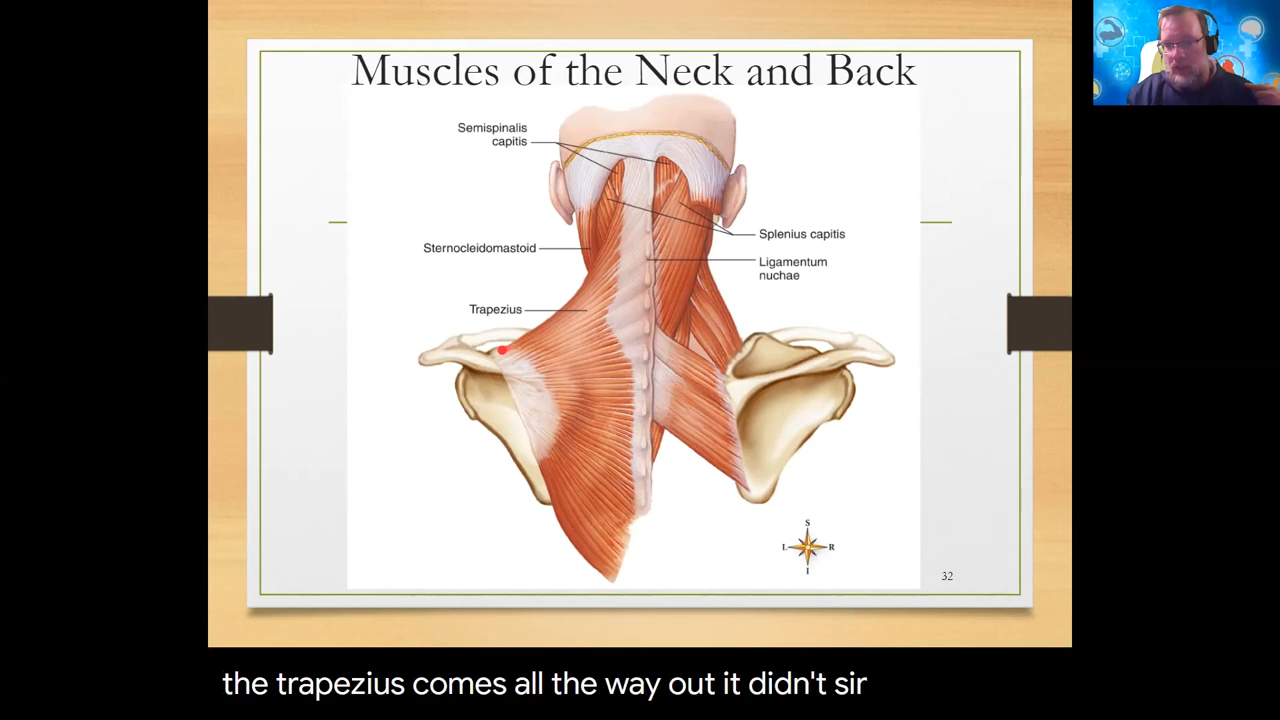 Muscles of the Neck and Back
Semispinalis
capitis
Splenius capitis
Sternocleidomastoid
Ligamentum
nuchae
Trapezius
S
L R
I
32
the trapezius comes all the way out it didn't sir